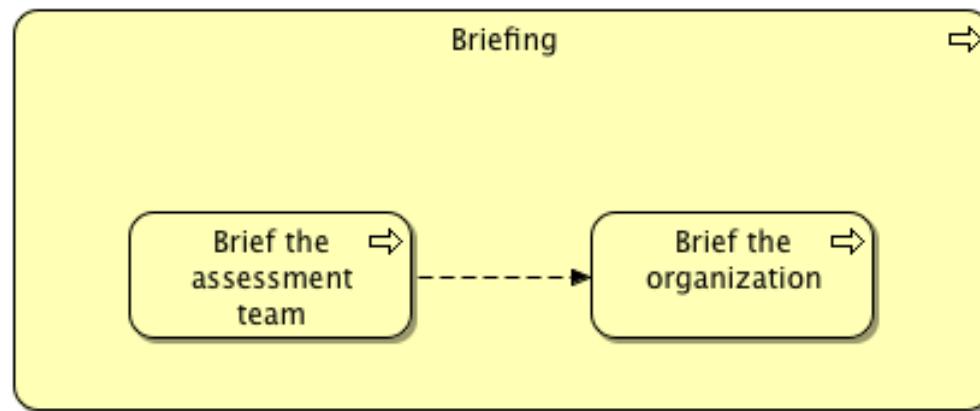 Briefing
Brief the
assessment
team
Brief the
organization